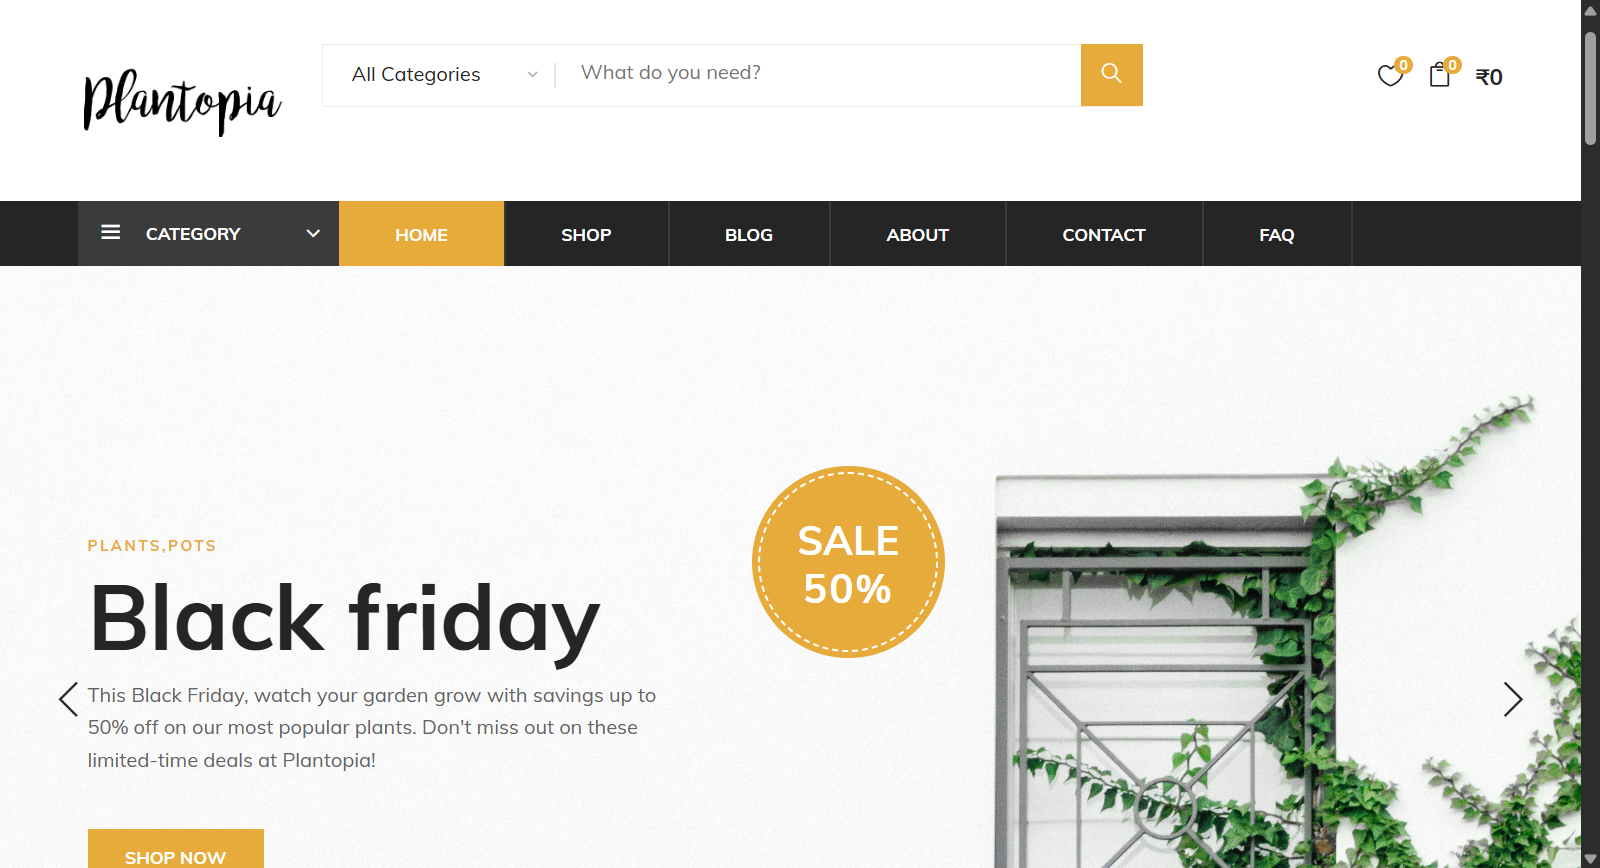 Plantopia
All Categories
What do you need?
0
0
₹0
CATEGORY
HOME
SHOP
BLOG
ABOUT
CONTACT
FAQ
PLANTS,POTS
Black friday
This Black Friday, watch your garden grow with savings up to
50% off on our most popular plants. Don't miss out on these
limited-time deals at Plantopia!
SHOP NOW
SALE
50%